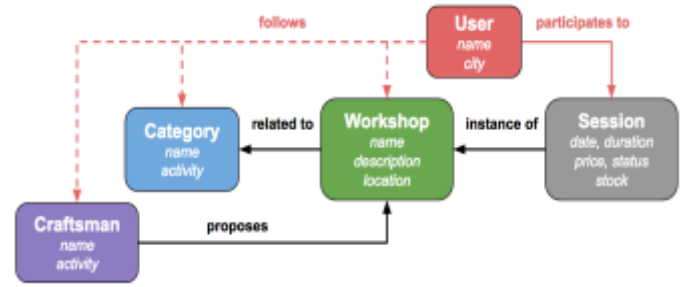 follows
User
name
city
participates to
Category
name
activity
related to
Workshop
name
description
location
instance of
Session
date, duration
price, status
stock
Craftsman
name
activity
proposes